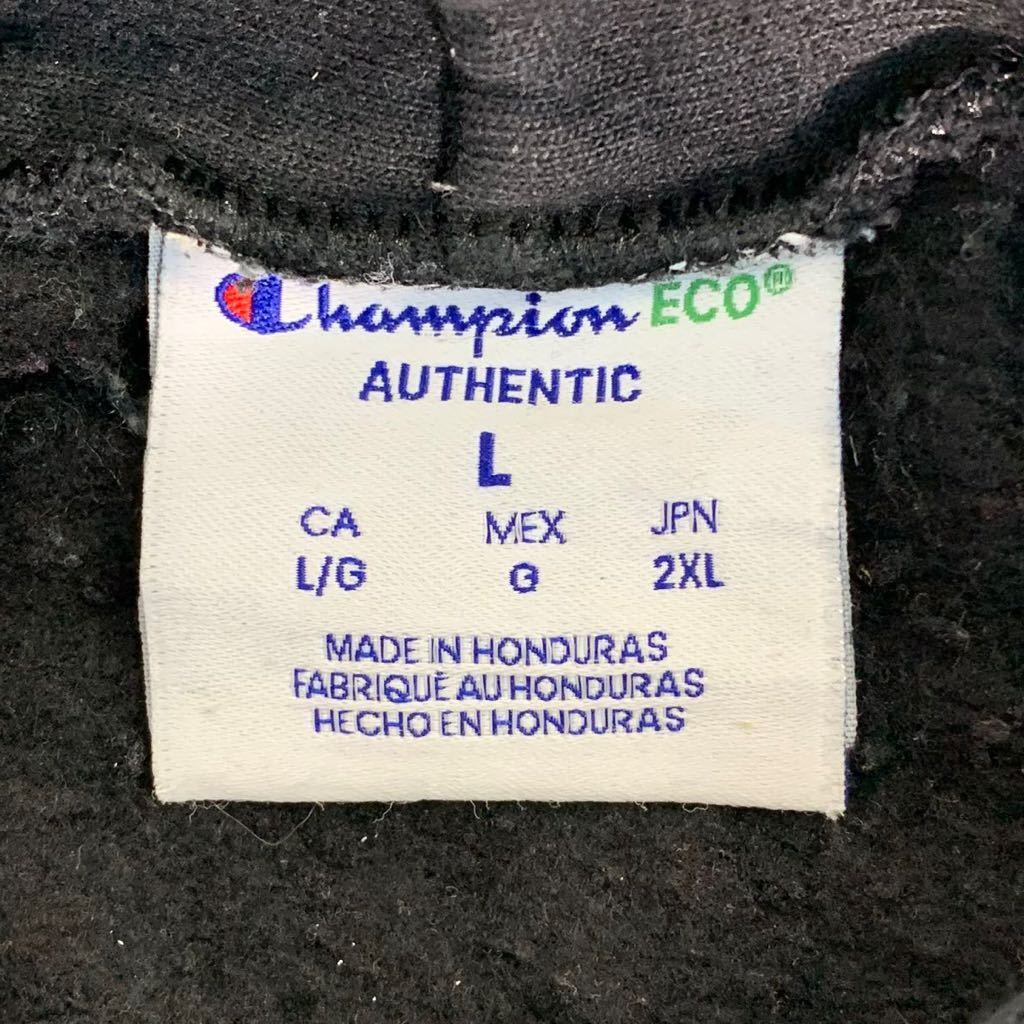 Champion ECO®
AUTHENTIC
L
CA MEX JPN
L/G G 2XL
MADE IN HONDURAS
FABRIQUÉ AU HONDURAS
HECHO EN HONDURAS